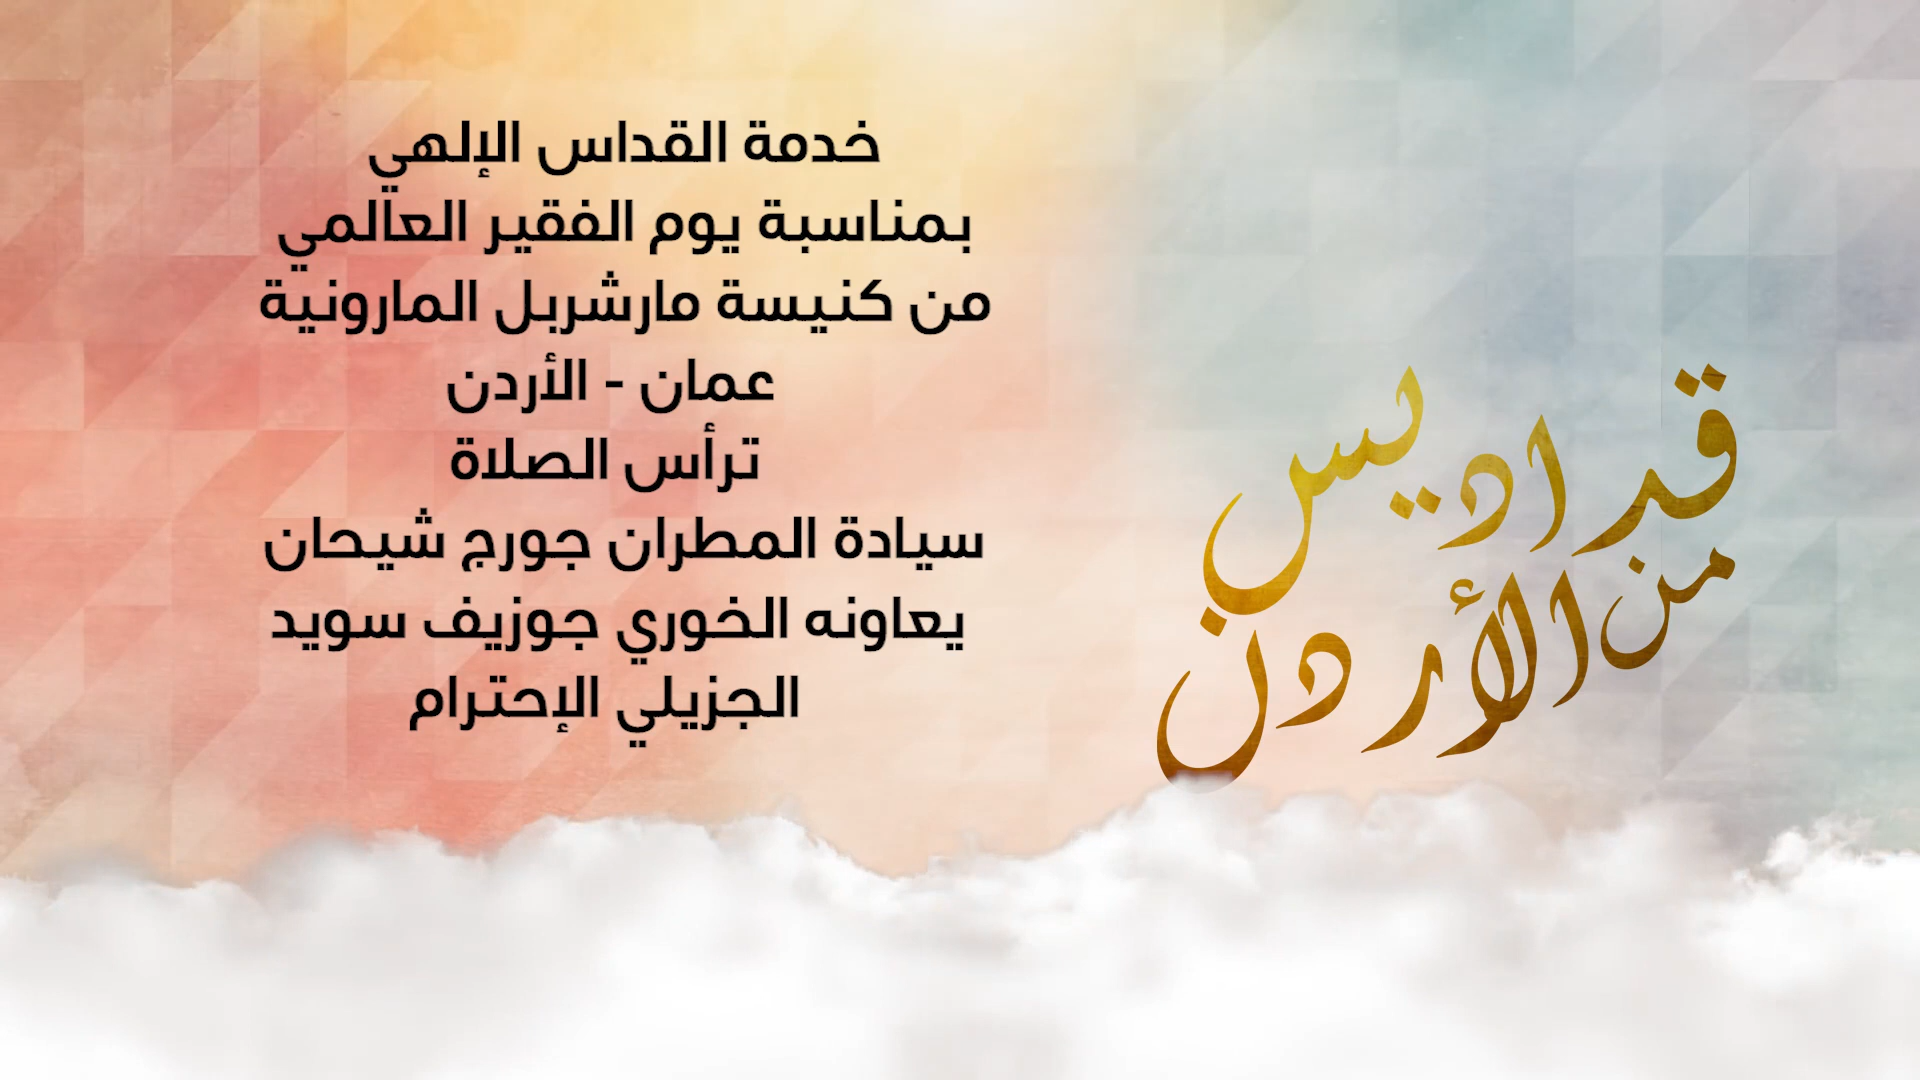 خدمة القداس الإلهي
بمناسبة يوم الفقير العالمي
من كنيسة مارشربل المارونية
عمان - الأردن
ترأس الصلاة
سيادة المطران جورج شيحان
يعاونه الخوري جوزيف سويد
الجزيلي الإحترام
قداديس
من الأردن